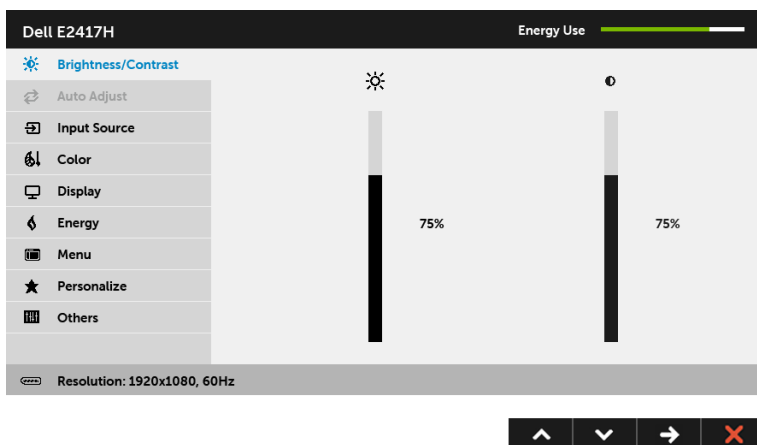 Dell E2417H
Energy Use
Brightness/Contrast
Auto Adjust
Input Source
Color
Display
Energy
Menu
Personalize
Others
75%
75%
Resolution: 1920x1080, 60Hz